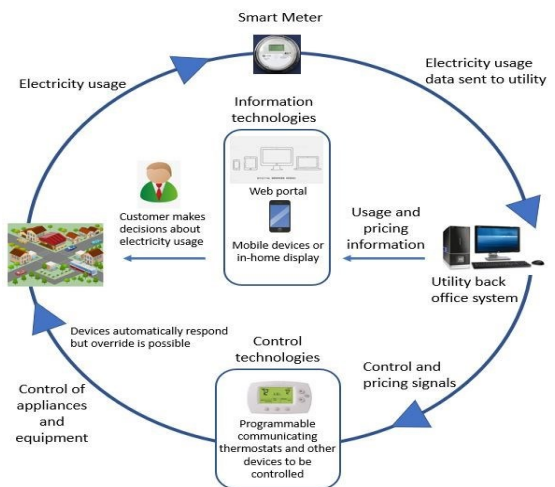 Smart Meter
Electricity usage
Electricity usage
data sent to utility
Information
technologies
Web portal
Mobile devices or
in-home display
Customer makes
decisions about
electricity usage
Usage and
pricing
information
Utility back
office system
Devices automatically respond
but override is possible
Control
technologies
Control and
pricing signals
Control of
appliances
and
equipment
Programmable
communicating
thermostats and other
devices to be
controlled